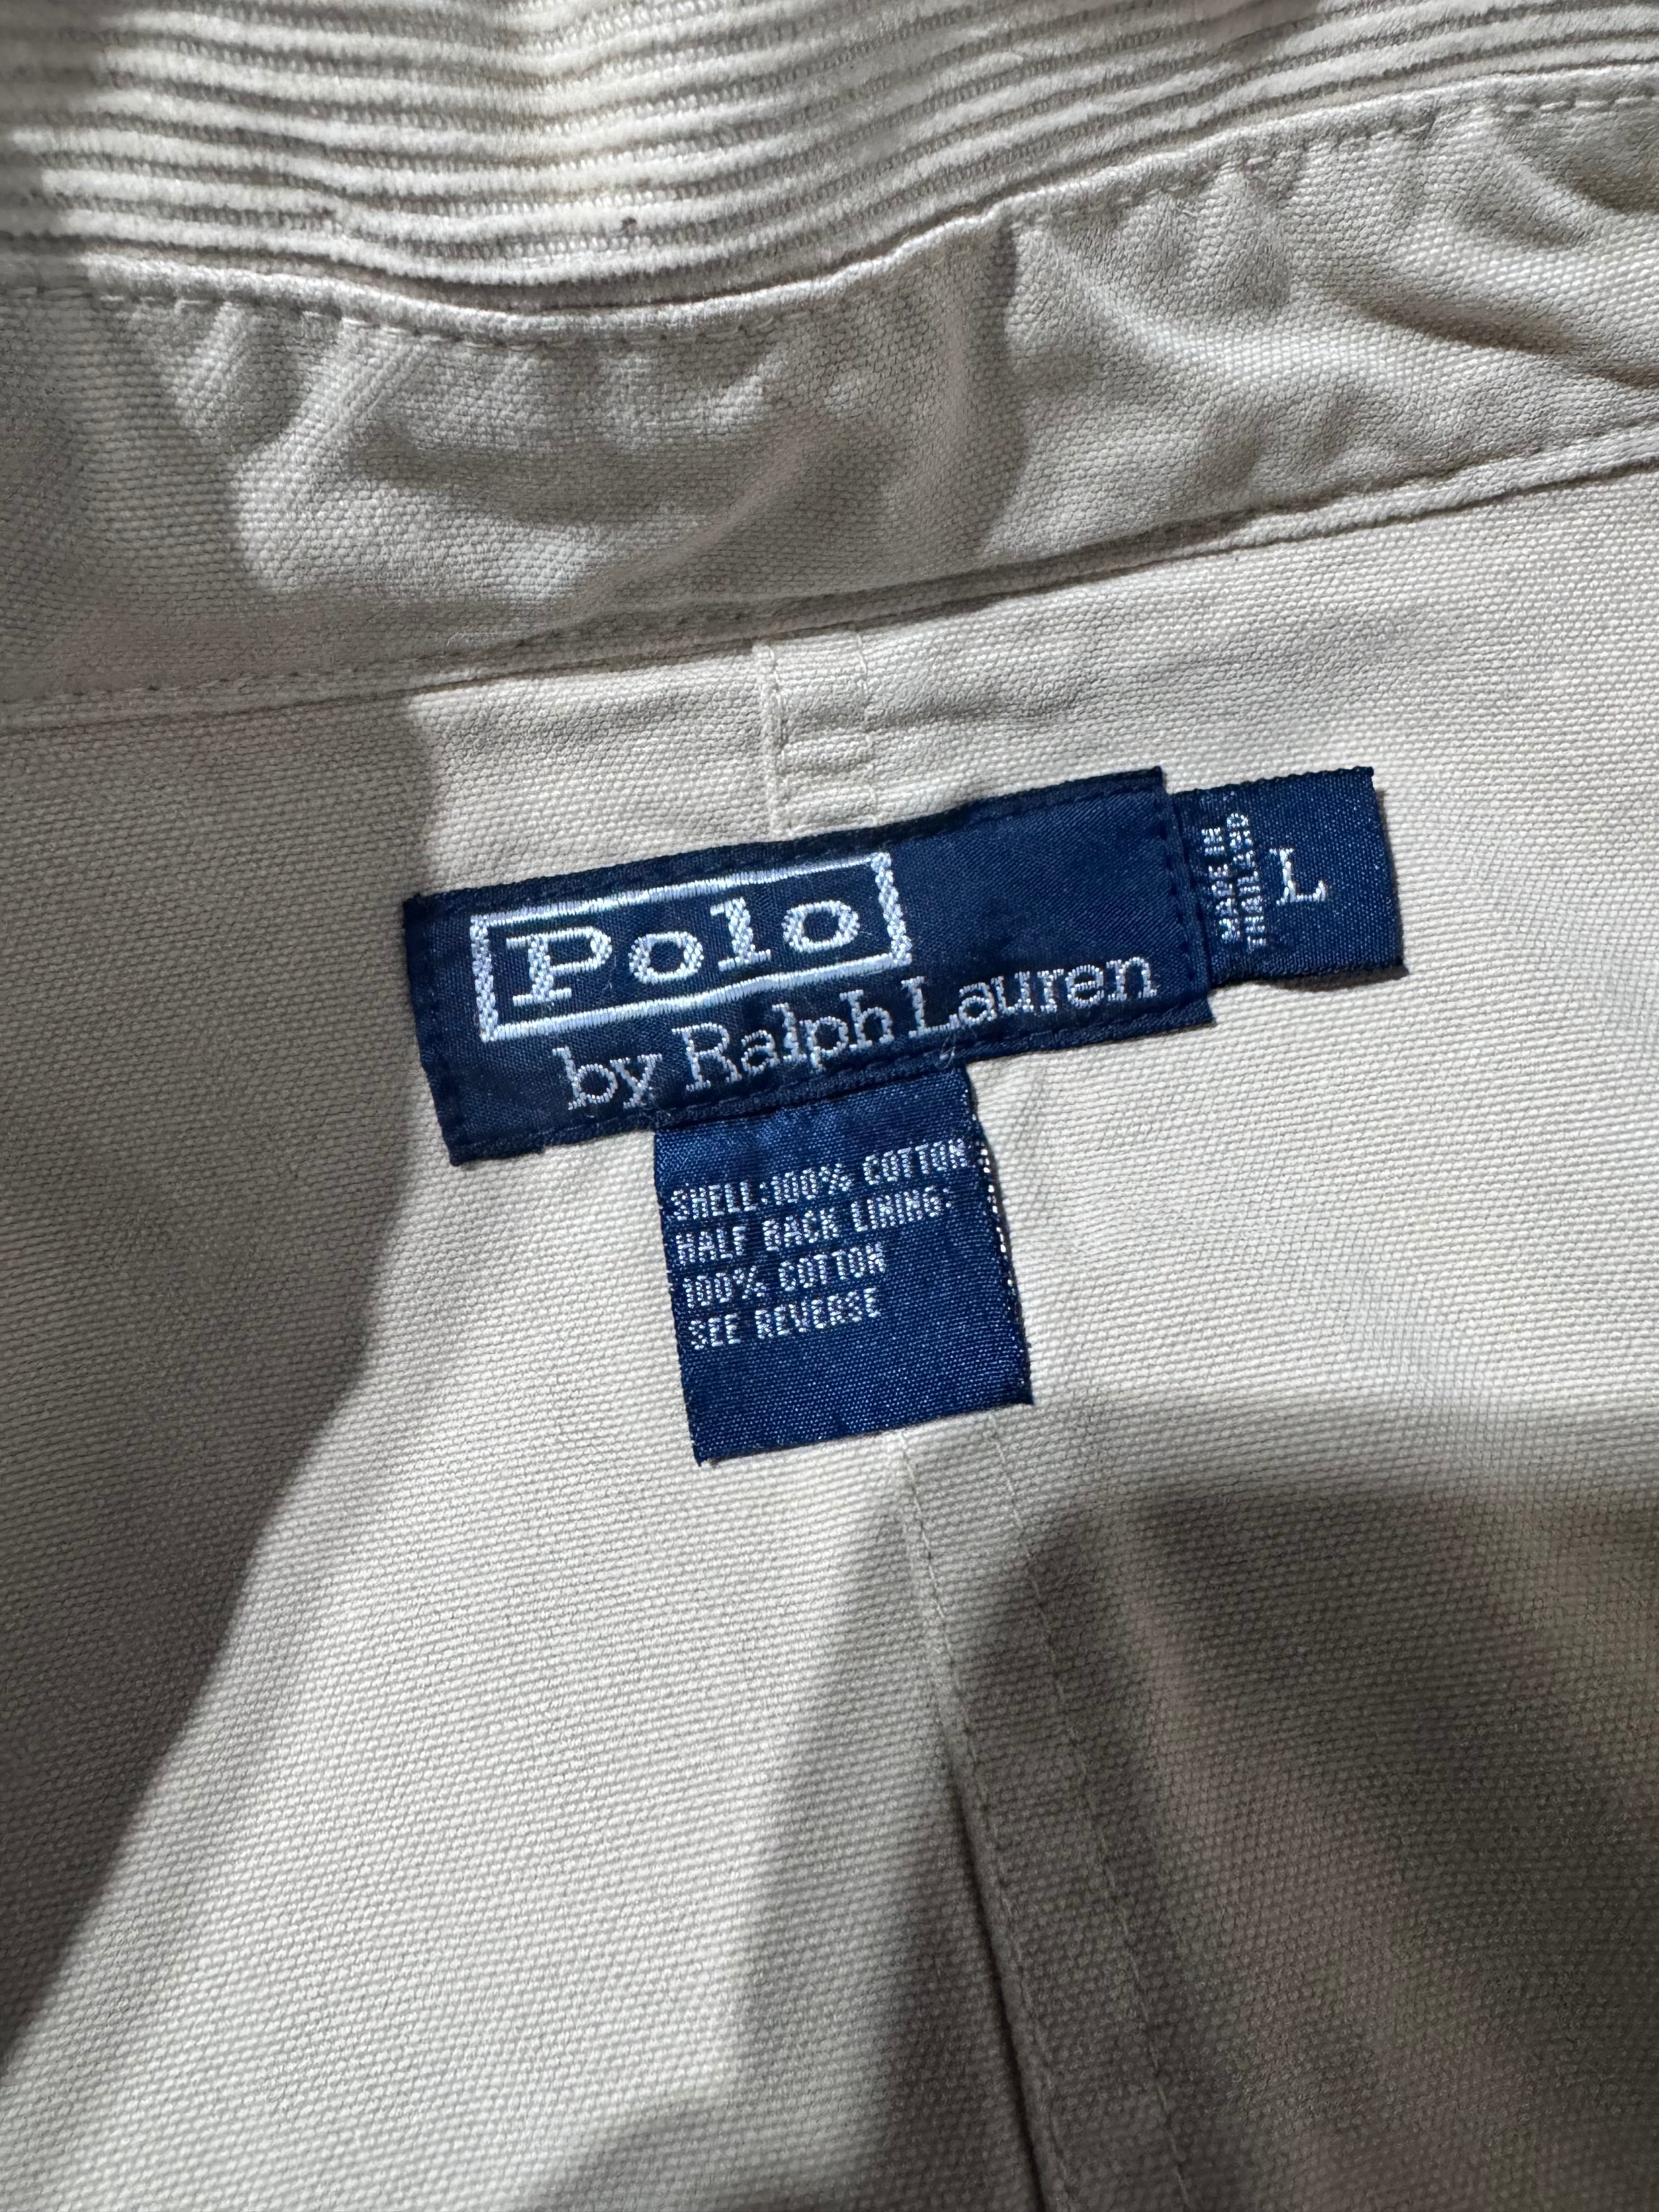 Polo
by Ralph Lauren
MADE IN
THAILAND
L
SHELL:100% COTTON
HALF BACK LINING:
100% COTTON
SEE REVERSE